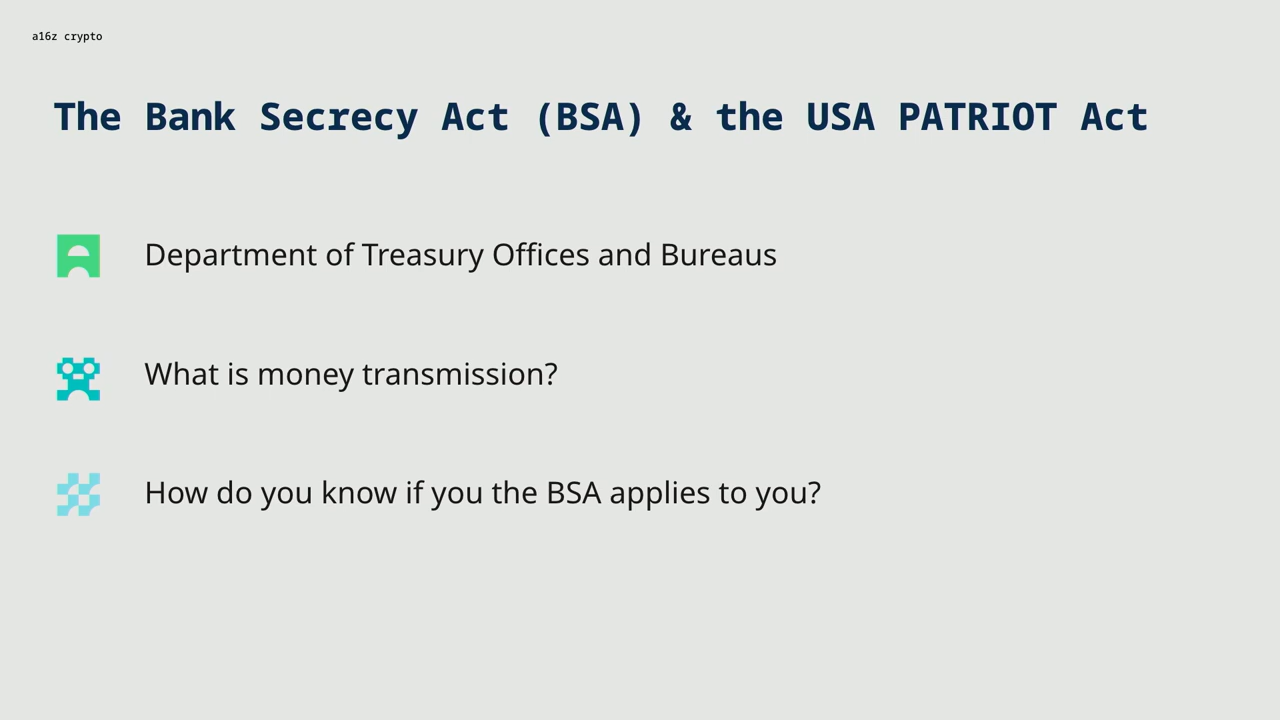 a16z crypto
The Bank Secrecy Act (BSA) & the USA PATRIOT Act
Department of Treasury Offices and Bureaus
What is money transmission?
How do you know if you the BSA applies to you?